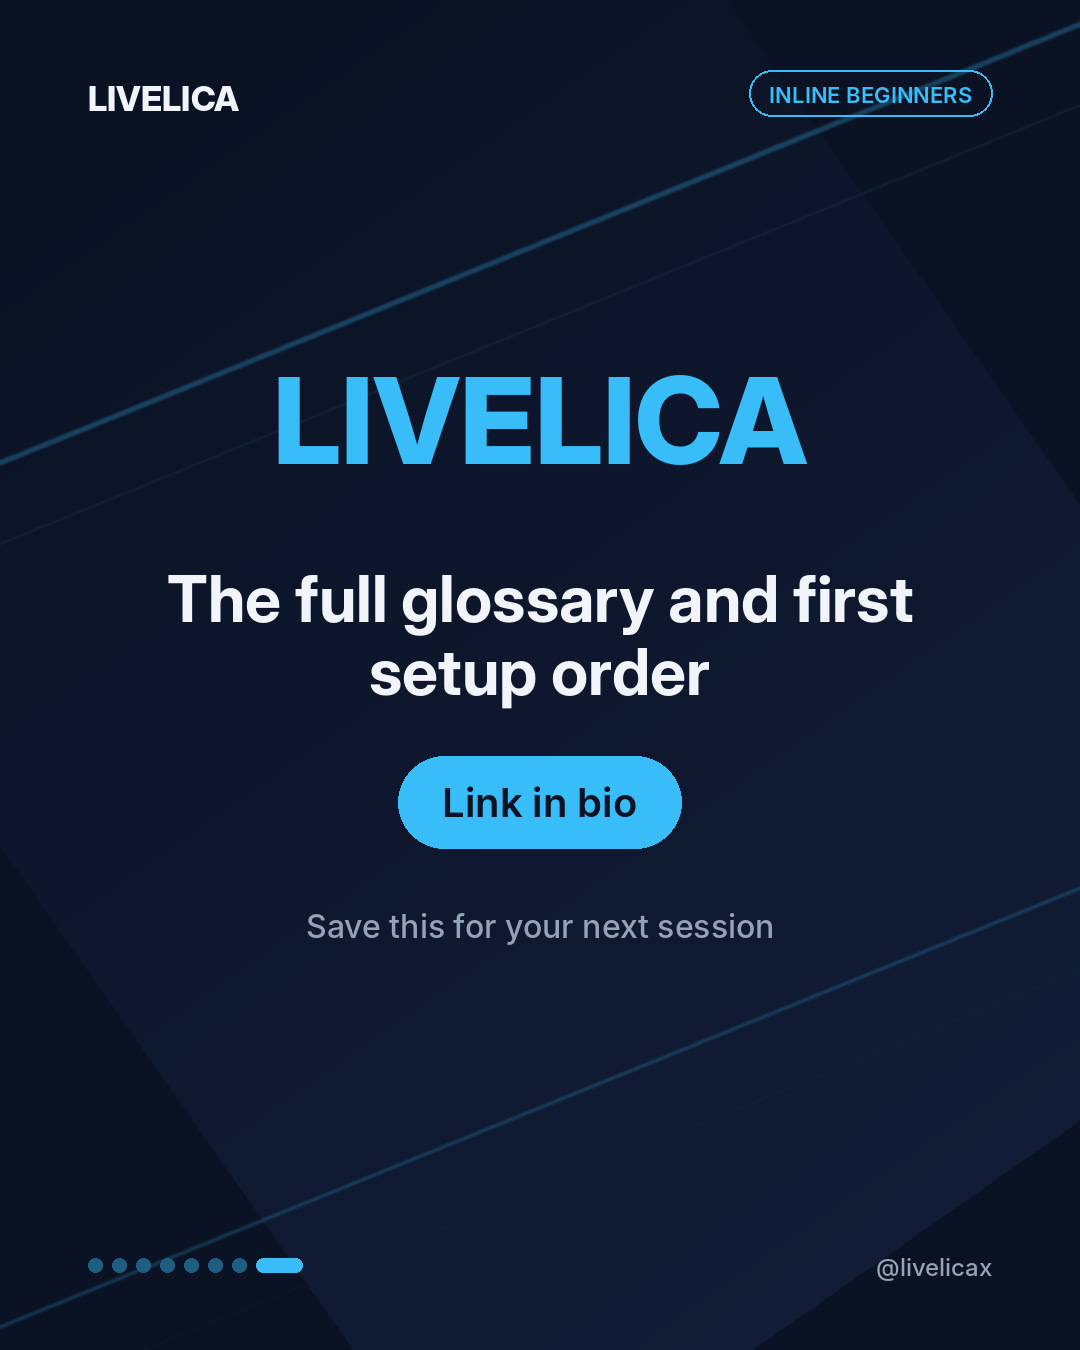 LIVELICA
INLINE BEGINNERS
LIVELICA
The full glossary and first
setup order
Link in bio
Save this for your next session
@livelicax